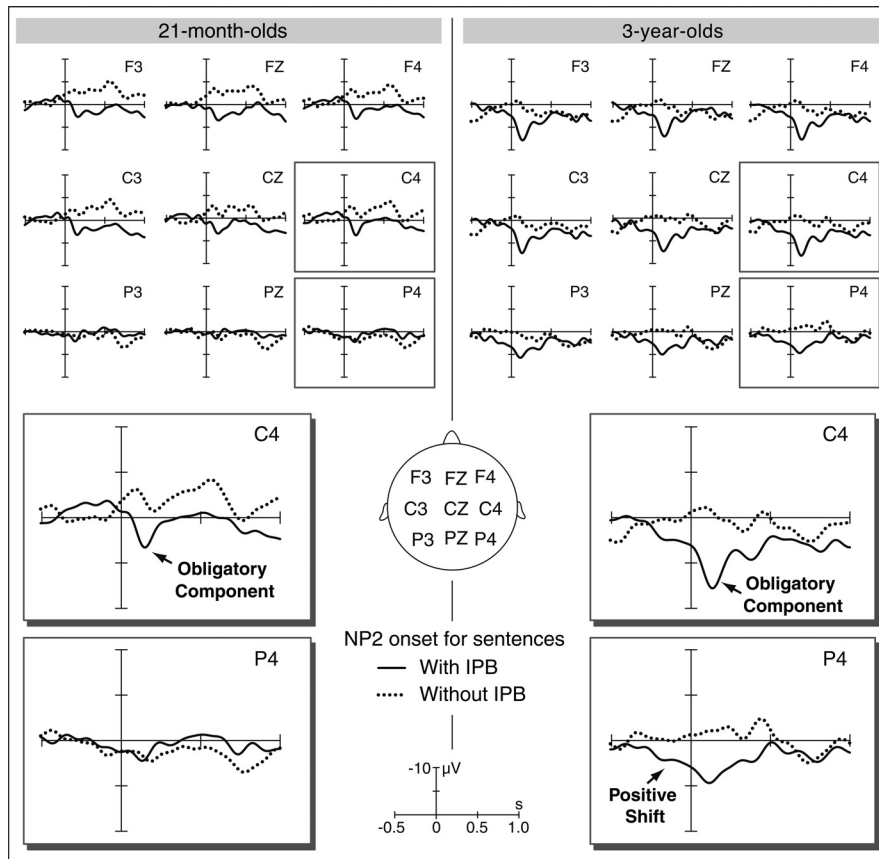 21-month-olds
3-year-olds
F3 FZ F4
F3 FZ F4
C3 CZ C4
C3 CZ C4
P3 PZ P4
P3 PZ P4
C4
Obligatory
Component
P4
F3 FZ F4
C3 CZ C4
P3 PZ P4
NP2 onset for sentences
With IPB
Without IPB
-10 µV
s
-0.5 0 0.5 1.0
C4
Obligatory
Component
P4
Positive
Shift